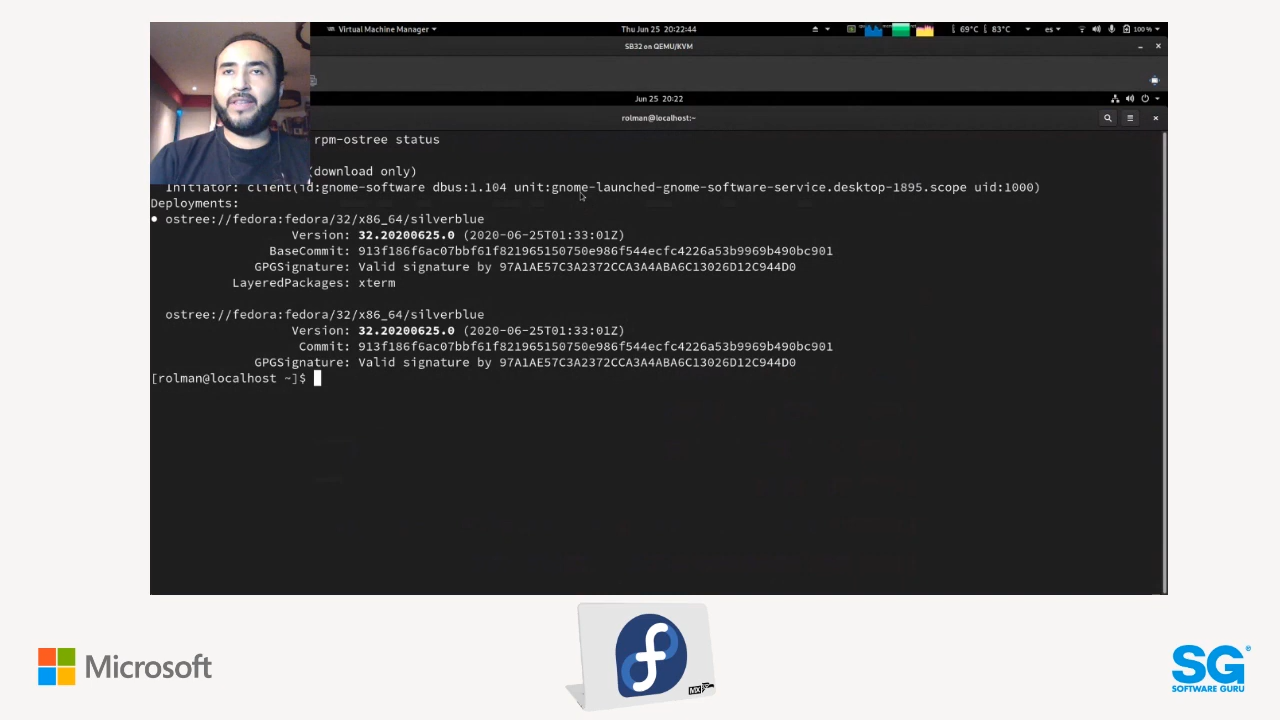 Virtual Machine Manager
Thu Jun 25 20:22:44
69°C
83°C
es
100 %
SB32 on QEMU/KVM
Jun 25 20:22
rolman@localhost:~
rpm-ostree status
(download only)
Initiator: client(id:gnome-software dbus:1.104 unit:gnome-launched-gnome-software-service.desktop-1895.scope uid:1000)
Deployments:
● ostree://fedora:fedora/32/x86_64/silverblue
Version: 32.20200625.0 (2020-06-25T01:33:01Z)
BaseCommit: 913f186f6ac07bbf61f821965150750e986f544ecfc4226a53b9969b490bc901
GPGSignature: Valid signature by 97A1AE57C3A2372CCA3A4ABA6C13026D12C944D0
LayeredPackages: xterm
ostree://fedora:fedora/32/x86_64/silverblue
Version: 32.20200625.0 (2020-06-25T01:33:01Z)
Commit: 913f186f6ac07bbf61f821965150750e986f544ecfc4226a53b9969b490bc901
GPGSignature: Valid signature by 97A1AE57C3A2372CCA3A4ABA6C13026D12C944D0
[rolman@localhost ~]$
Microsoft
MX
SG
SOFTWARE GURU